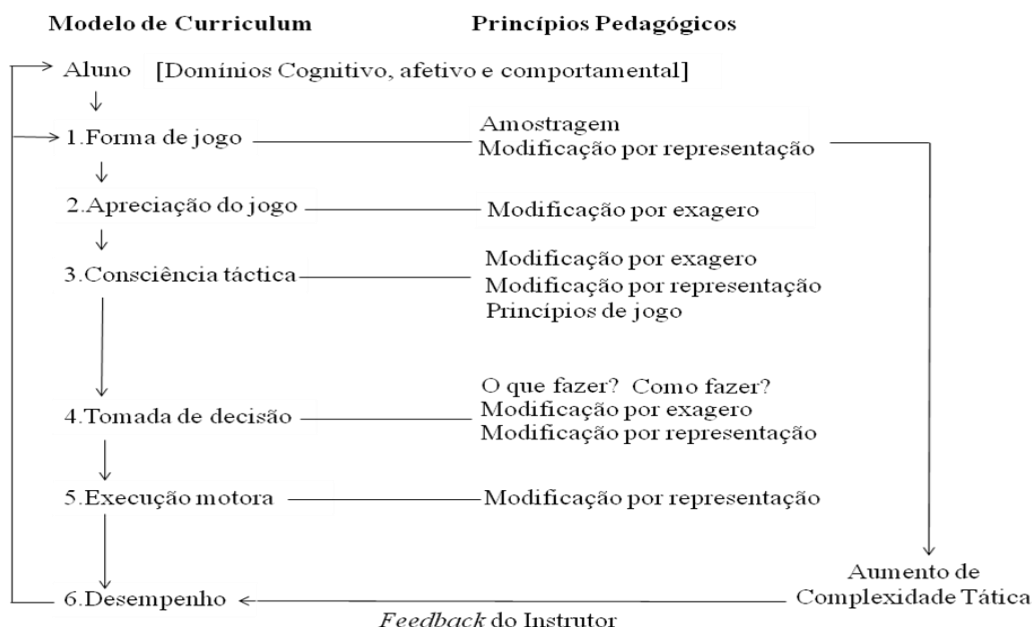 Modelo de Curriculum Princípios Pedagógicos
Aluno [Domínios Cognitivo, afetivo e comportamental]
1.Forma de jogo
Amostragem
Modificação por representação
2.Apreciação do jogo
Modificação por exagero
3.Consciência táctica
Modificação por exagero
Modificação por representação
Princípios de jogo
4.Tomada de decisão
O que fazer? Como fazer?
Modificação por exagero
Modificação por representação
5.Execução motora
Modificação por representação
6.Desempenho
Aumento de
Complexidade Tática
Feedback do Instrutor